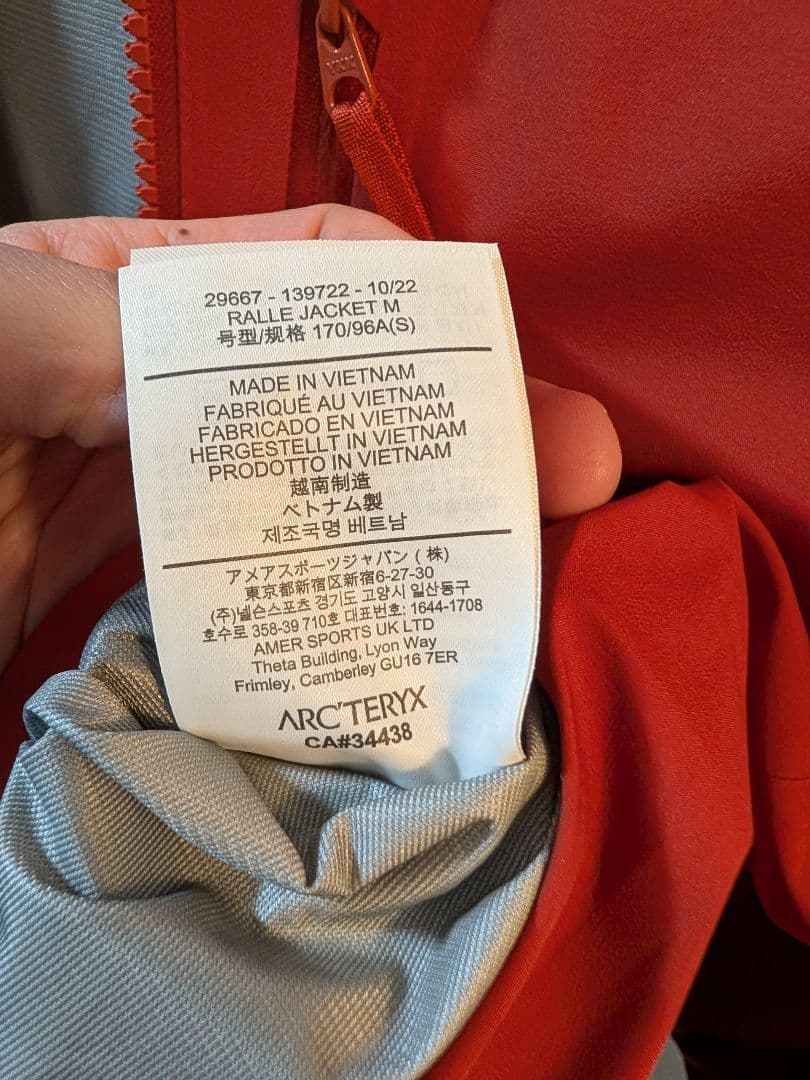 YKK
29667 - 139722 - 10/22
RALLE JACKET M
号型/规格 170/96A(S)
MADE IN VIETNAM
FABRIQUÉ AU VIETNAM
FABRICADO EN VIETNAM
HERGESTELLT IN VIETNAM
PRODOTTO IN VIETNAM
越南制造
ベトナム製
제조국명 베트남
アメアスポーツジャパン ( 株)
東京都新宿区新宿6-27-30
(주)넬슨스포츠 경기도 고양시 일산동구
호수로 358-39 710호 대표번호: 1644-1708
AMER SPORTS UK LTD
Theta Building, Lyon Way
Frimley, Camberley GU16 7ER
ARC'TERYX
CA#34438